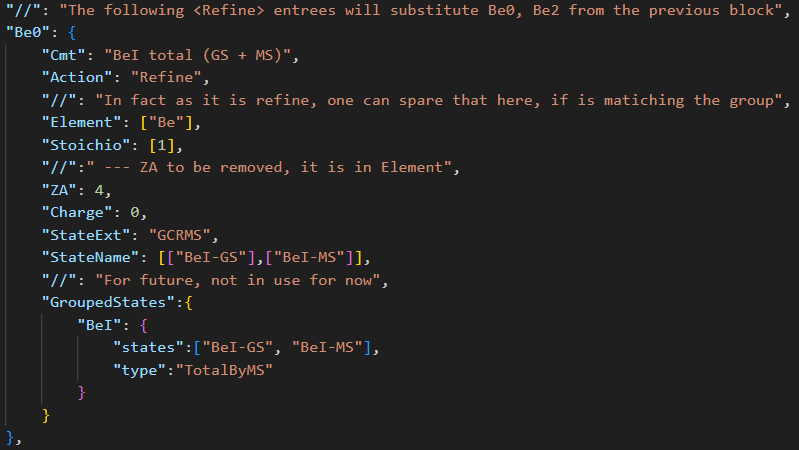 "//": "The following <Refine> entrees will substitute Be0, Be2 from the previous block",
"Be0": {
"Cmt": "BeI total (GS + MS)",
"Action": "Refine",
"//": "In fact as it is refine, one can spare that here, if is matiching the group",
"Element": ["Be"],
"Stoichio": [1],
"//":" --- ZA to be removed, it is in Element",
"ZA": 4,
"Charge": 0,
"StateExt": "GCRMS",
"StateName": [["BeI-GS"],["BeI-MS"]],
"//": "For future, not in use for now",
"GroupedStates":{
"BeI": {
"states":["BeI-GS", "BeI-MS"],
"type":"TotalByMS"
}
}
},